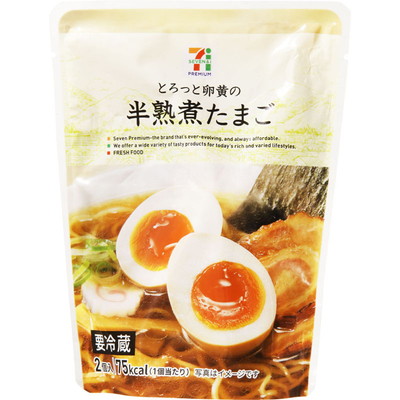 7i
SEVEN&i
PREMIUM
とろっと卵黄の
半熟煮たまご
Seven Premium-the brand that's ever-evolving, and always affordable.
We offer a wide variety of tasty products for today's rich and varied lifestyles.
FRESH FOOD
要冷蔵
2個入 75kcal(1個当たり) 写真はイメージです